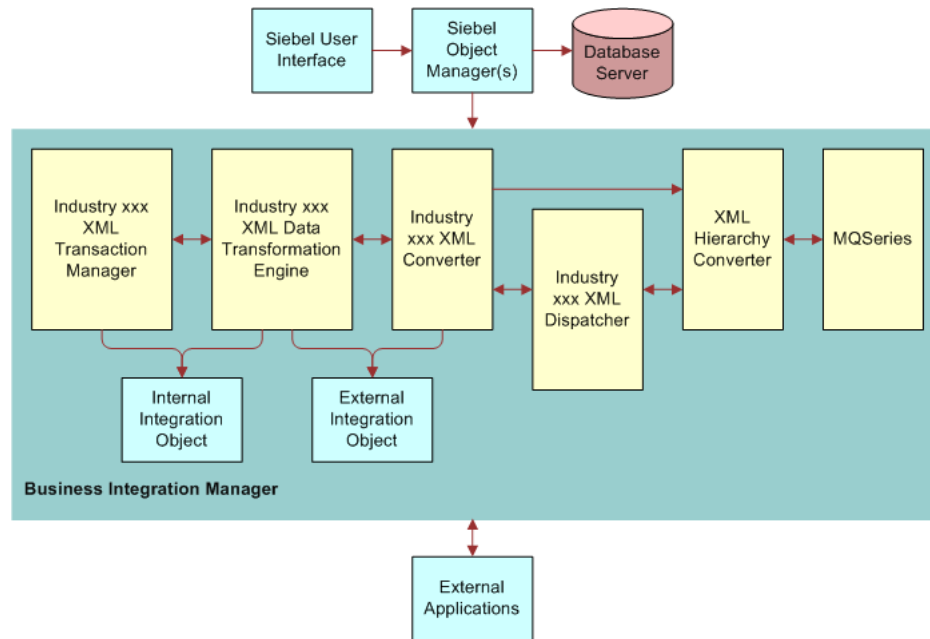 Siebel User
Interface
Siebel
Object
Manager(s)
Database
Server
Industry xxx
XML
Transaction
Manager
Industry xxx
XML Data
Transformation
Engine
Industry
xxx XML
Converter
Industry
xxx XML
Dispatcher
XML
Hierarchy
Converter
MQSeries
Internal
Integration
Object
External
Integration
Object
Business Integration Manager
External
Applications